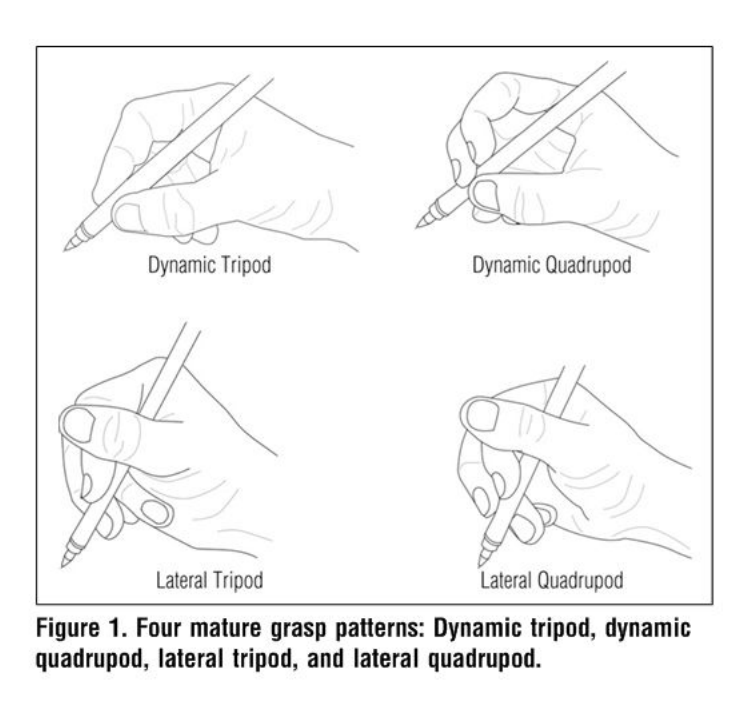 Dynamic Tripod
Dynamic Quadrupod
Lateral Tripod
Lateral Quadrupod
Figure 1. Four mature grasp patterns: Dynamic tripod, dynamic
quadrupod, lateral tripod, and lateral quadrupod.